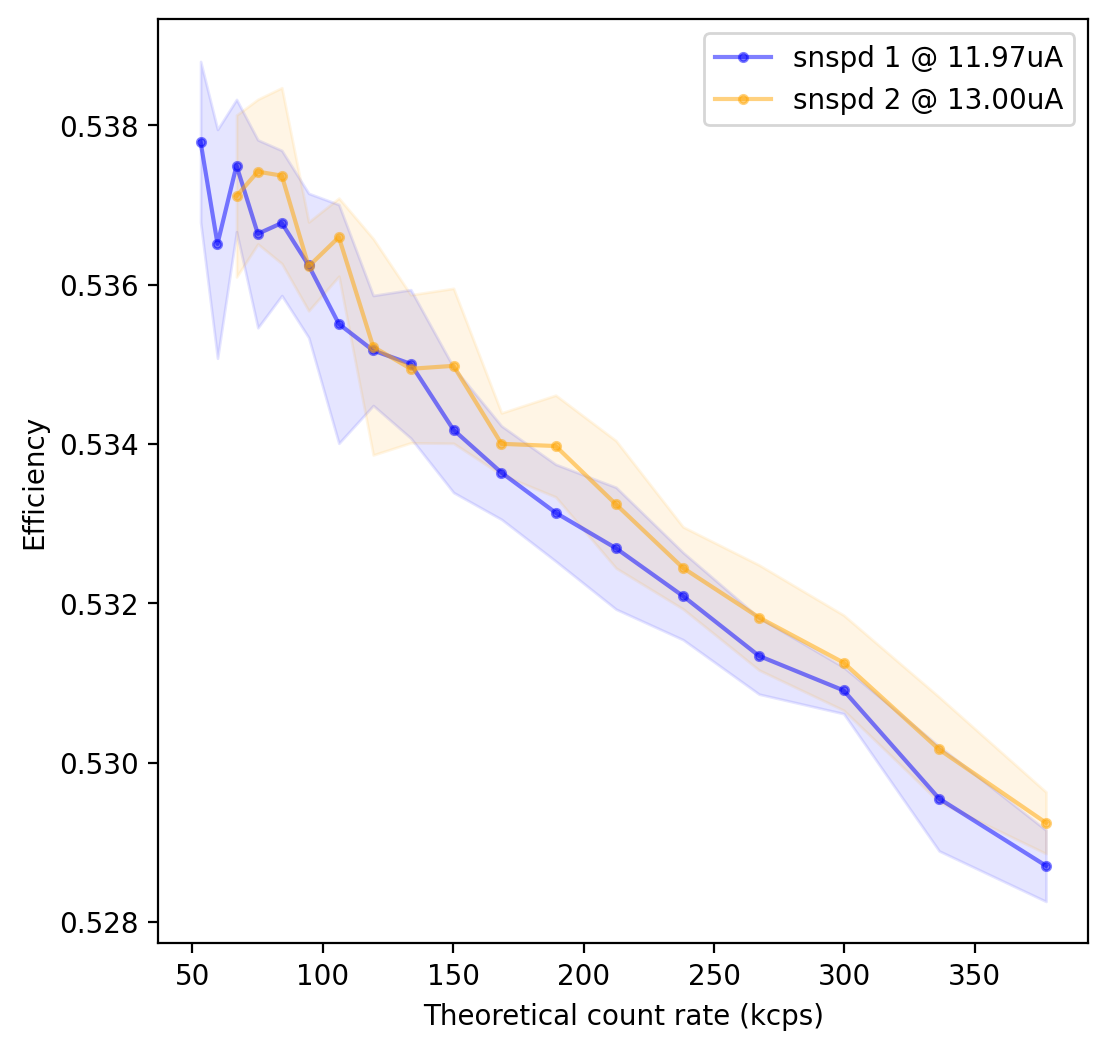 snspd 1 @ 11.97uA
snspd 2 @ 13.00uA
0.538
0.536
0.534
0.532
0.530
0.528
Efficiency
50 100 150 200 250 300 350
Theoretical count rate (kcps)